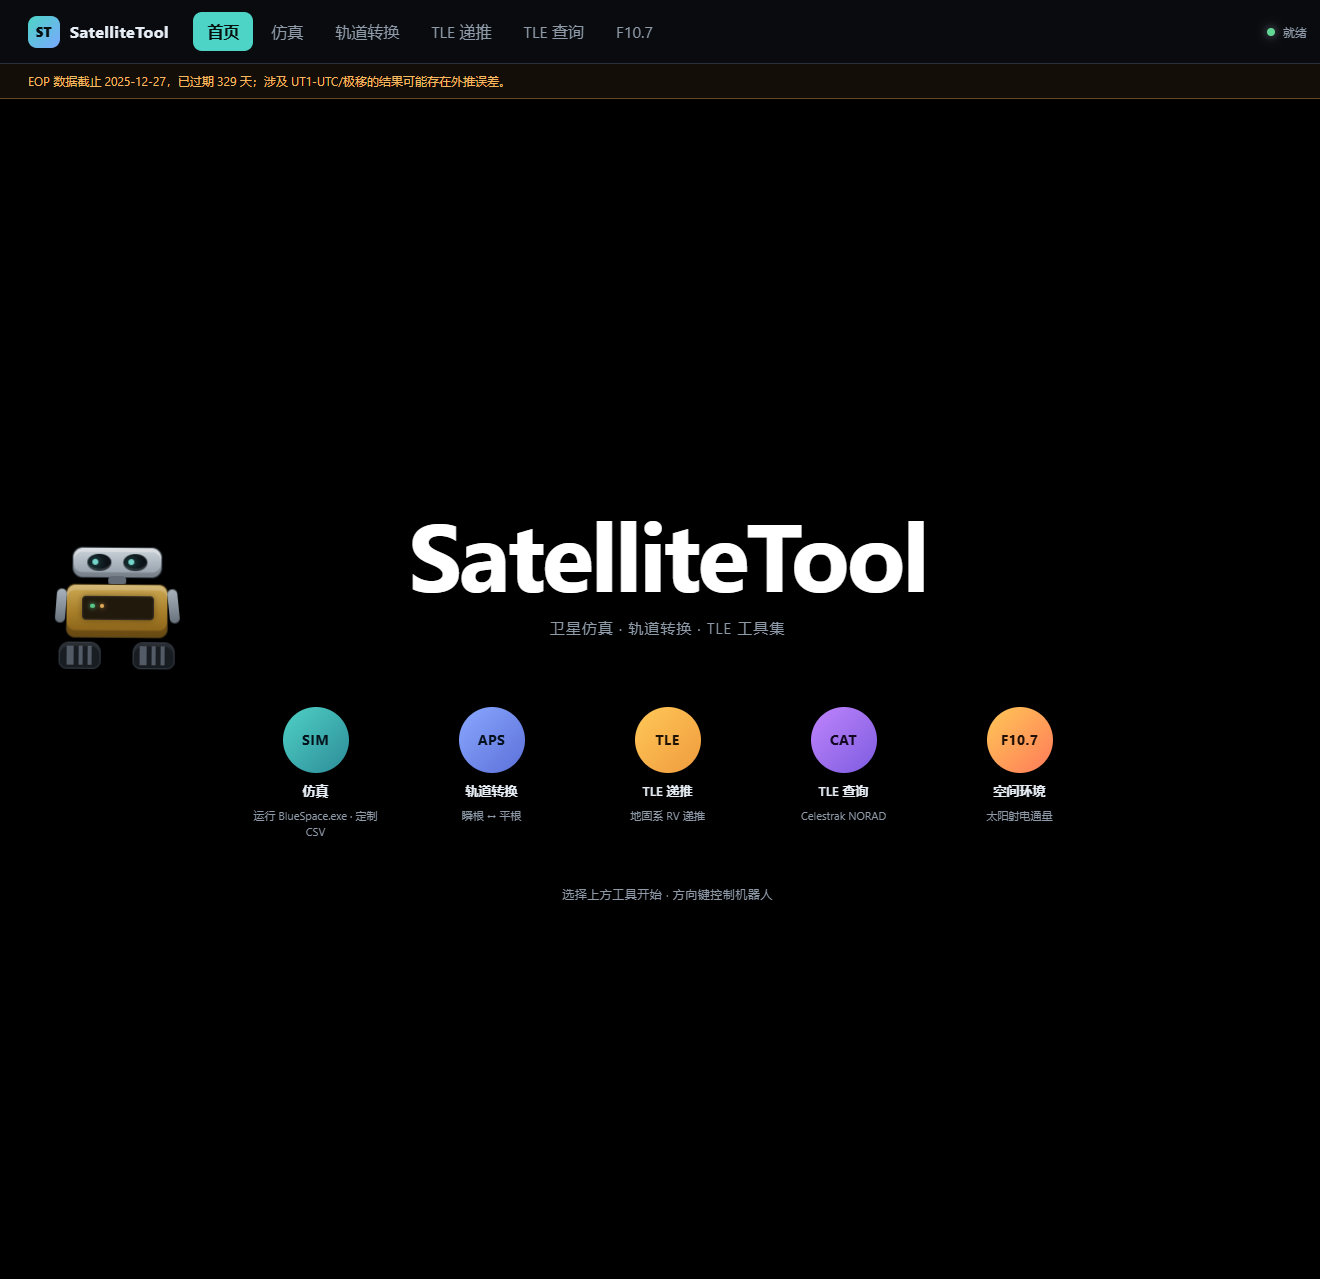 ST SatelliteTool 首页 仿真 轨道转换 TLE 递推 TLE 查询 F10.7 就绪
EOP 数据截止 2025-12-27，已过期 329 天；涉及 UT1-UTC/极移的结果可能存在外推误差。
SatelliteTool
卫星仿真 · 轨道转换 · TLE 工具集
SIM APS TLE CAT F10.7
仿真 轨道转换 TLE 递推 TLE 查询 空间环境
运行 BlueSpace.exe · 定制 瞬根 ↔ 平根 地固系 RV 递推 Celestrak NORAD 太阳射电通量
CSV
选择上方工具开始 · 方向键控制机器人